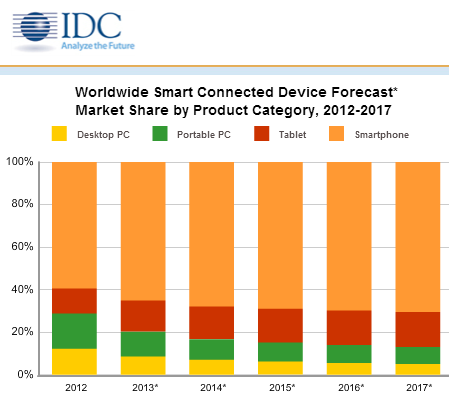 IDC
Analyze the Future
Worldwide Smart Connected Device Forecast*
Market Share by Product Category, 2012-2017
Desktop PC Portable PC Tablet Smartphone
100%
80%
60%
40%
20%
0%
2012 2013* 2014* 2015* 2016* 2017*